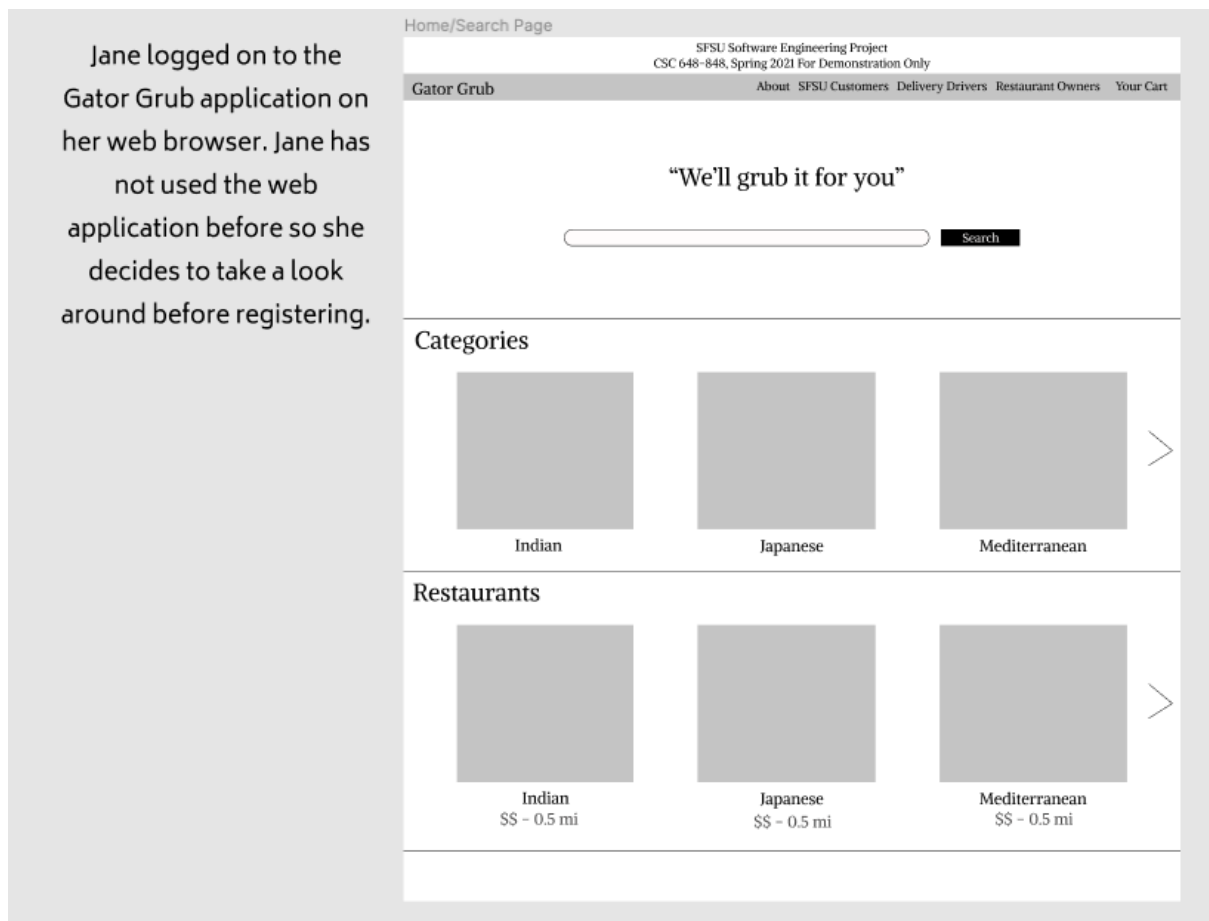 Jane logged on to the
Gator Grub application on
her web browser. Jane has
not used the web
application before so she
decides to take a look
around before registering.
Home/Search Page
SFSU Software Engineering Project
CSC 648-848, Spring 2021 For Demonstration Only
Gator Grub About SFSU Customers Delivery Drivers Restaurant Owners Your Cart
“We’ll grub it for you”
Search
Categories
Indian Japanese Mediterranean
Restaurants
Indian Japanese Mediterranean
$$ - 0.5 mi $$ - 0.5 mi $$ - 0.5 mi